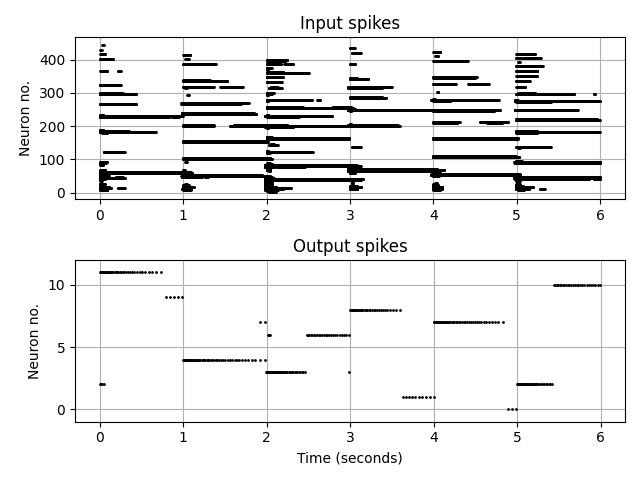 Input spikes
Neuron no.
400
300
200
100
0
0 1 2 3 4 5 6
Output spikes
Neuron no.
10
5
0
0 1 2 3 4 5 6
Time (seconds)